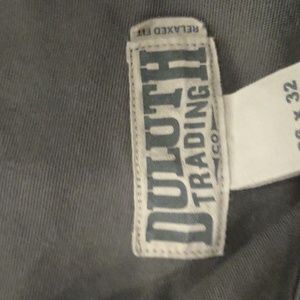 RELAXED FIT
DULUTH
TRADING
CO
X 32